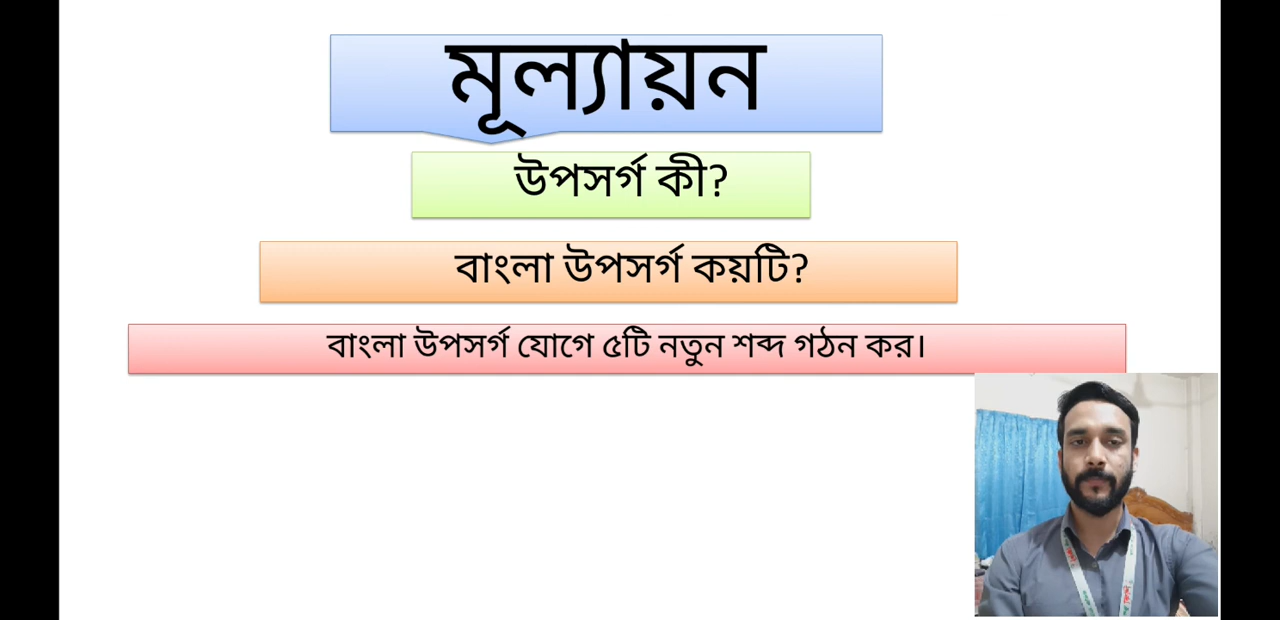 মূল্যায়ন
উপসর্গ কী?
বাংলা উপসর্গ কয়টি?
বাংলা উপসর্গ যোগে ৫টি নতুন শব্দ গঠন কর।